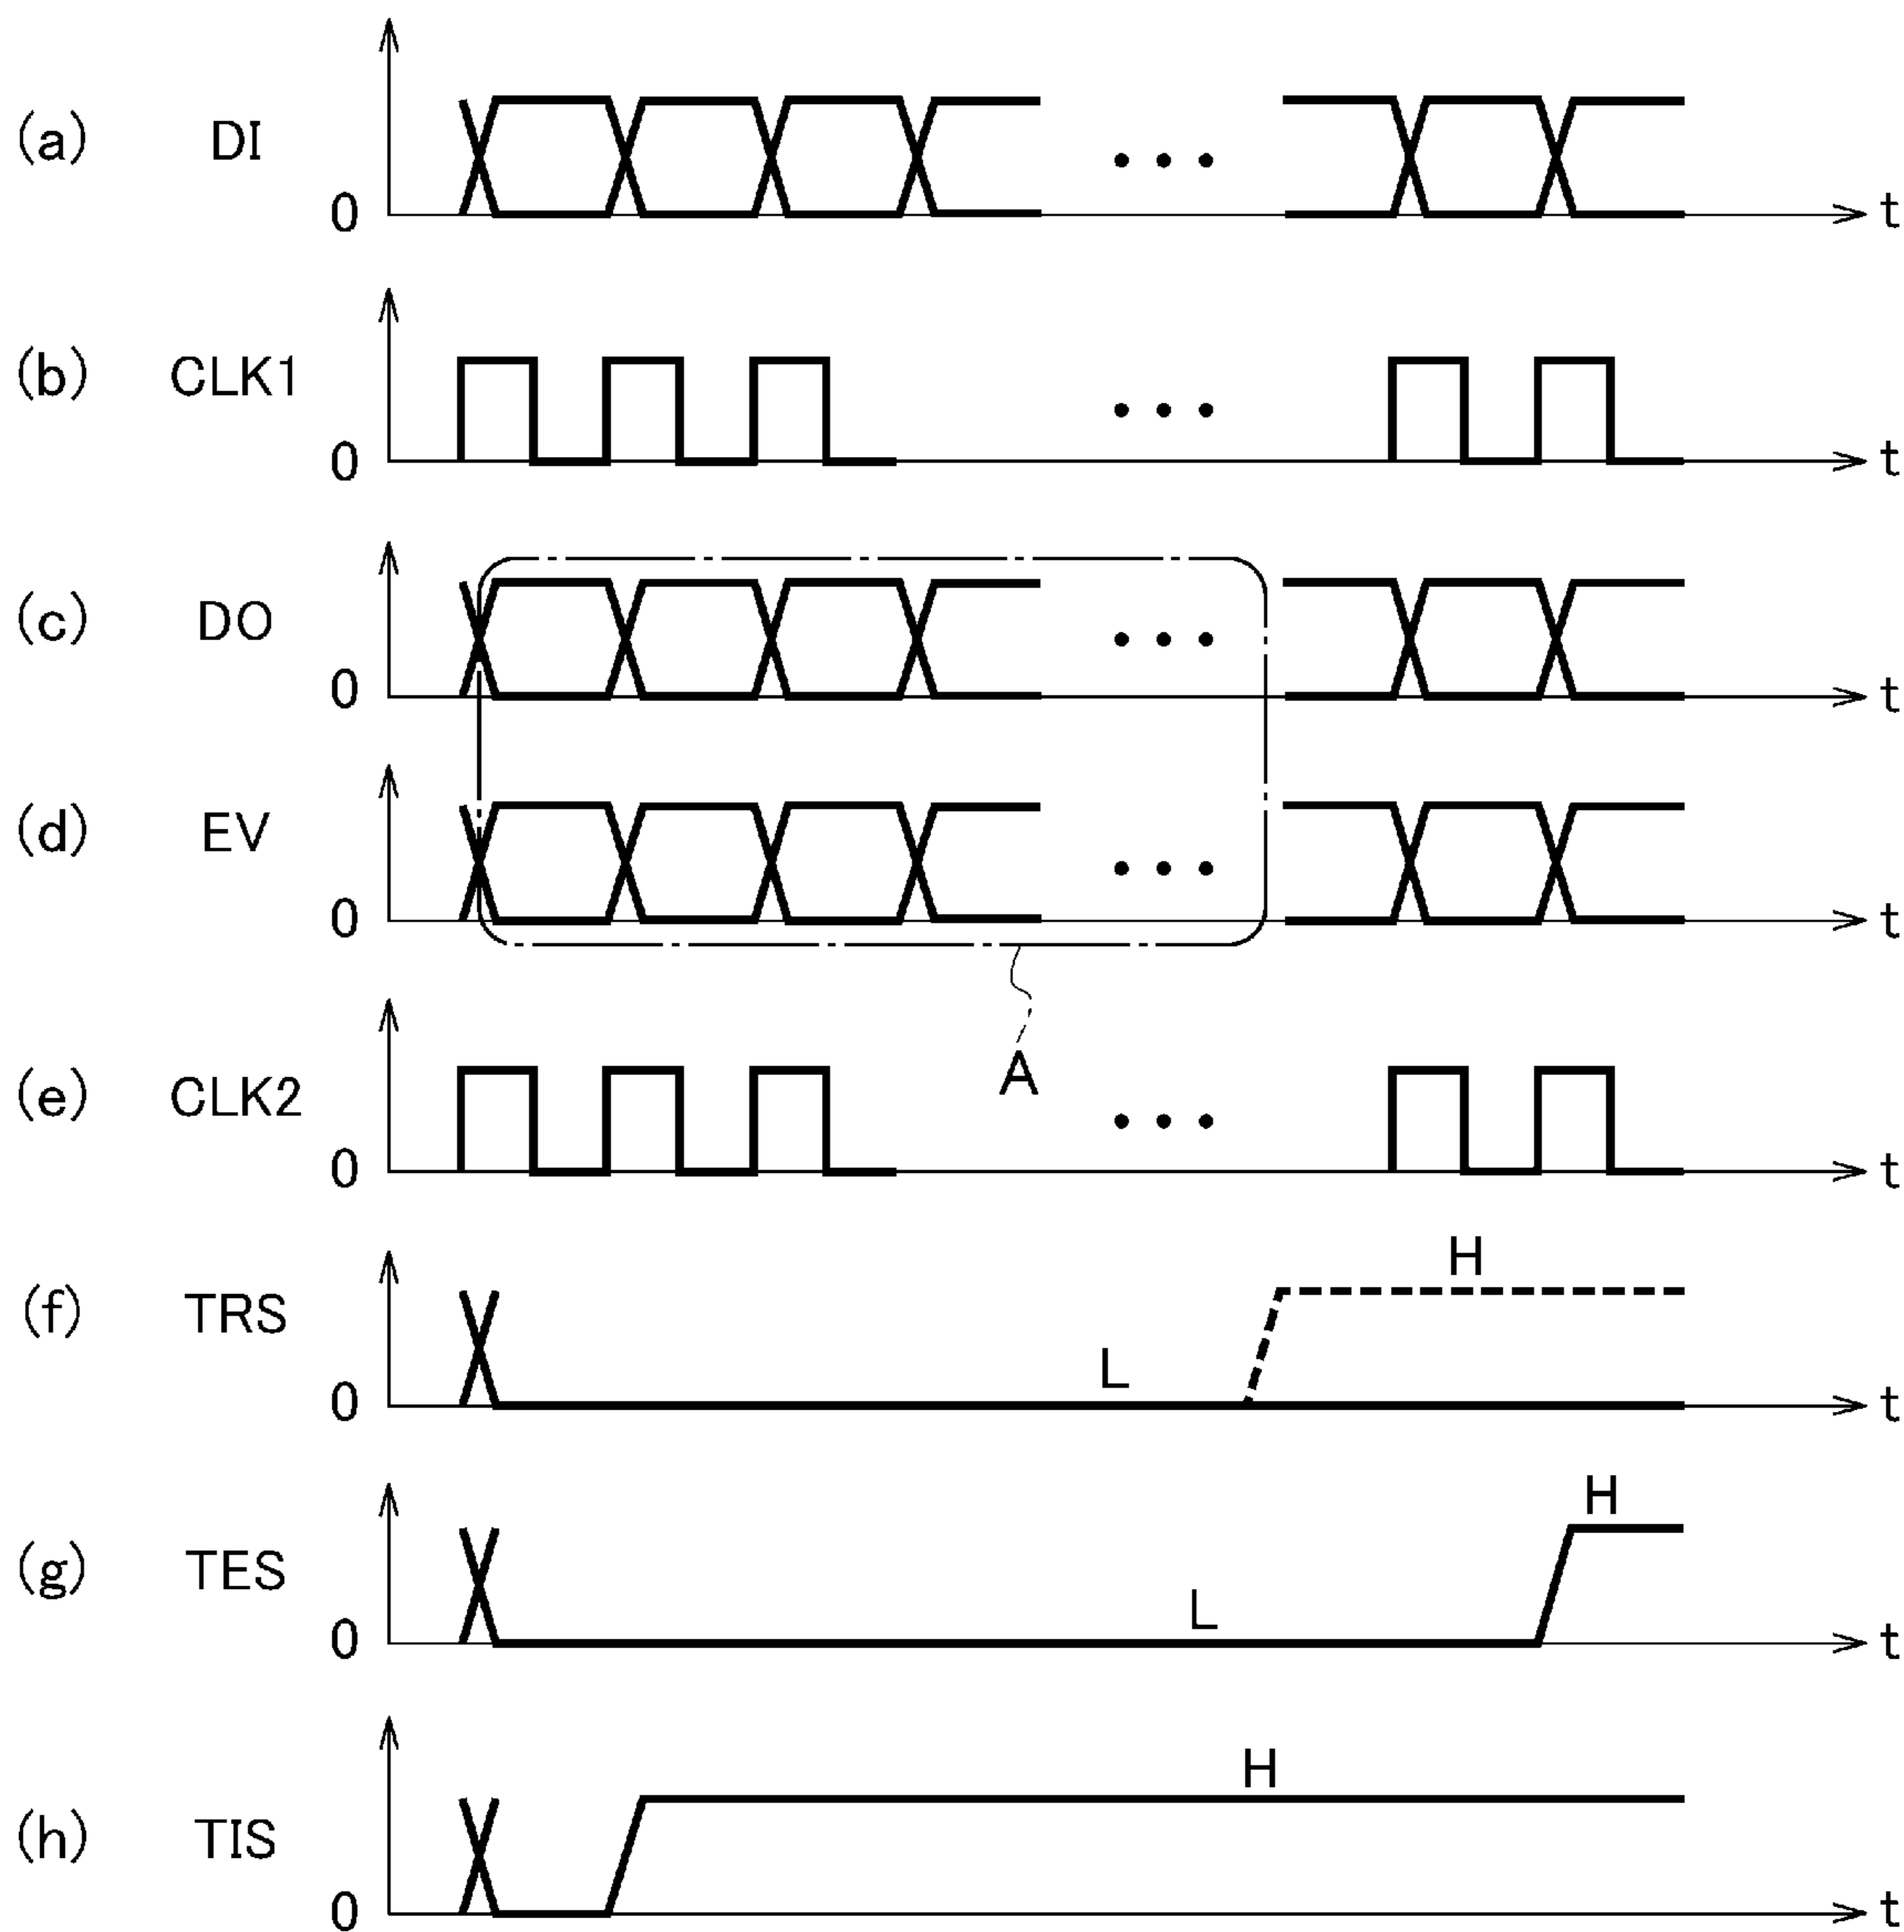 (a) DI
0 t
(b) CLK1
0 t
(c) DO
0 t
(d) EV
0 t
A
(e) CLK2
0 t
H
(f) TRS
L
0 t
H
(g) TES
L
0 t
H
(h) TIS
0 t